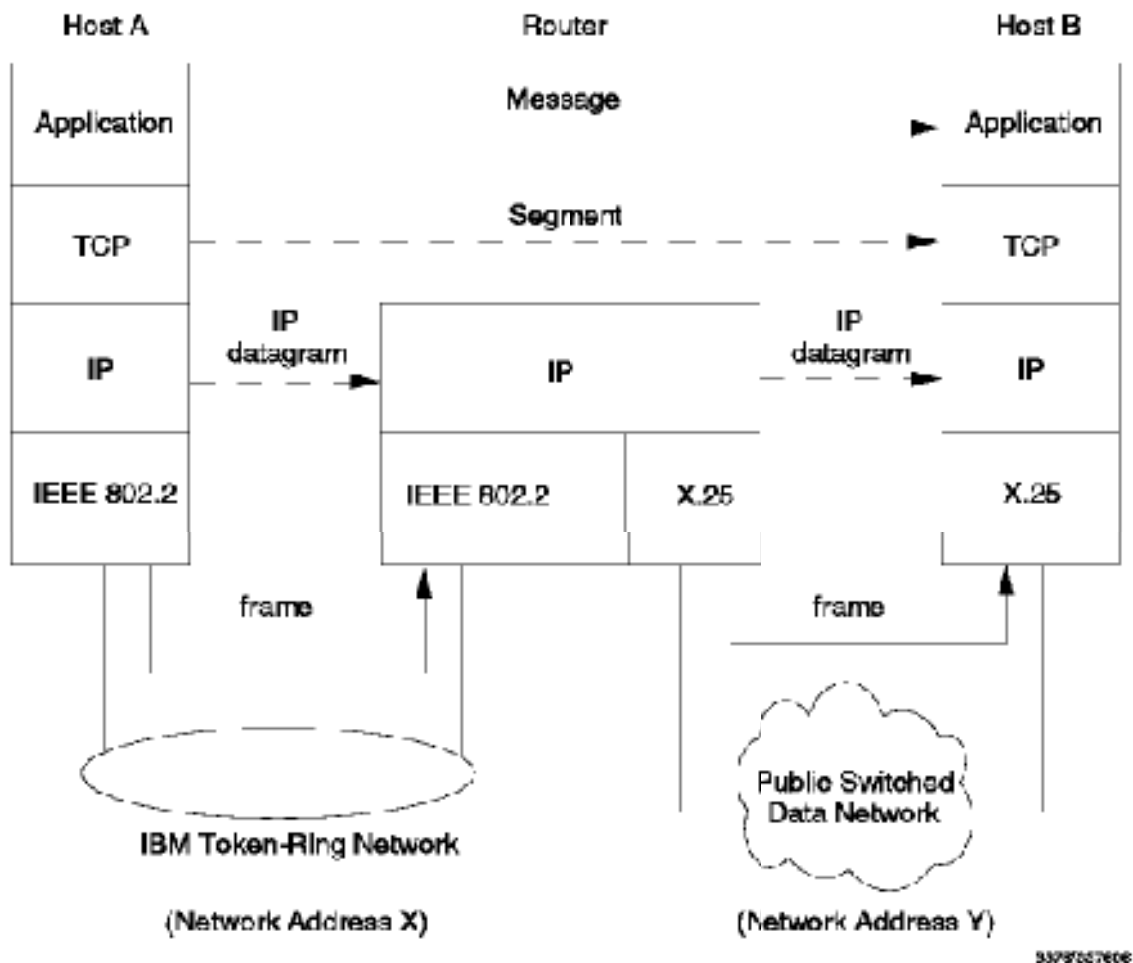 Host A
Router
Host B
Message
Application
Application
Segment
TCP
TCP
IP
datagram
IP
datagram
IP
IP
IP
IEEE 802.2
IEEE 802.2
X.25
X.25
frame
frame
Public Switched
Data Network
IBM Token-Ring Network
(Network Address X)
(Network Address Y)